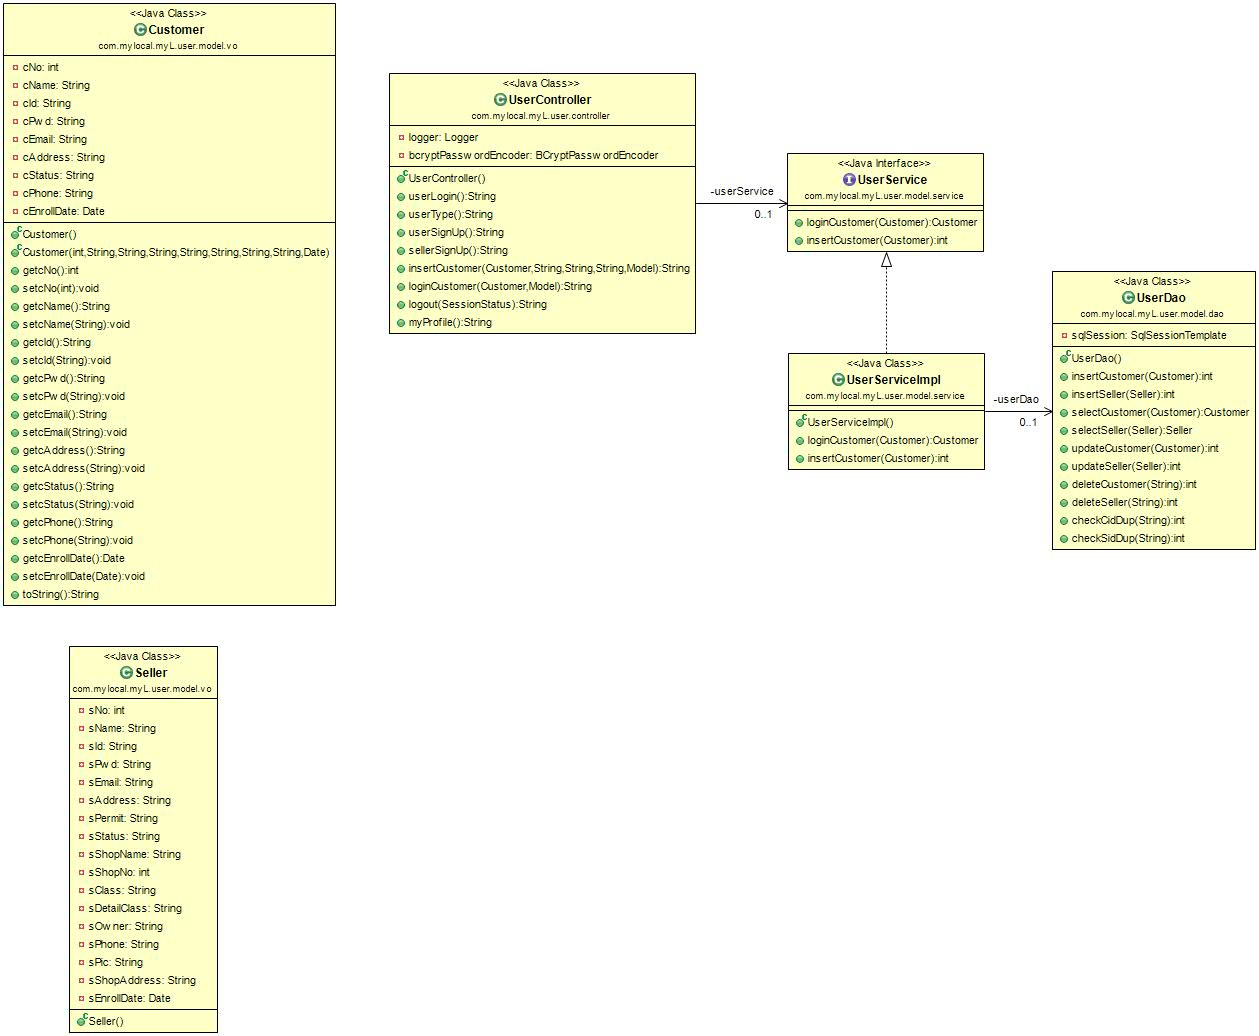 <<Java Class>>
Customer
com.mylocal.myL.user.model.vo
cNo: int
cName: String
cId: String
cPwd: String
cEmail: String
cAddress: String
cStatus: String
cPhone: String
cEnrollDate: Date
Customer()
Customer(int,String,String,String,String,String,String,String,Date)
getcNo():int
setcNo(int):void
getcName():String
setcName(String):void
getcId():String
setcId(String):void
getcPwd():String
setcPwd(String):void
getcEmail():String
setcEmail(String):void
getcAddress():String
setcAddress(String):void
getcStatus():String
setcStatus(String):void
getcPhone():String
setcPhone(String):void
getcEnrollDate():Date
setcEnrollDate(Date):void
toString():String
<<Java Class>>
UserController
com.mylocal.myL.user.controller
logger: Logger
bcryptPasswordEncoder: BCryptPasswordEncoder
UserController()
userLogin():String
userType():String
userSignUp():String
sellerSignUp():String
insertCustomer(Customer,String,String,String,Model):String
loginCustomer(Customer,Model):String
logout(SessionStatus):String
myProfile():String
-userService
0..1
<<Java Interface>>
UserService
com.mylocal.myL.user.model.service
loginCustomer(Customer):Customer
insertCustomer(Customer):int
<<Java Class>>
UserServiceImpl
com.mylocal.myL.user.model.service
UserServiceImpl()
loginCustomer(Customer):Customer
insertCustomer(Customer):int
-userDao
0..1
<<Java Class>>
UserDao
com.mylocal.myL.user.model.dao
sqlSession: SqlSessionTemplate
UserDao()
insertCustomer(Customer):int
insertSeller(Seller):int
selectCustomer(Customer):Customer
selectSeller(Seller):Seller
updateCustomer(Customer):int
updateSeller(Seller):int
deleteCustomer(String):int
deleteSeller(String):int
checkCidDup(String):int
checkSidDup(String):int
<<Java Class>>
Seller
com.mylocal.myL.user.model.vo
sNo: int
sName: String
sId: String
sPwd: String
sEmail: String
sAddress: String
sPermit: String
sStatus: String
sShopName: String
sShopNo: int
sClass: String
sDetailClass: String
sOwner: String
sPhone: String
sPic: String
sShopAddress: String
sEnrollDate: Date
Seller()